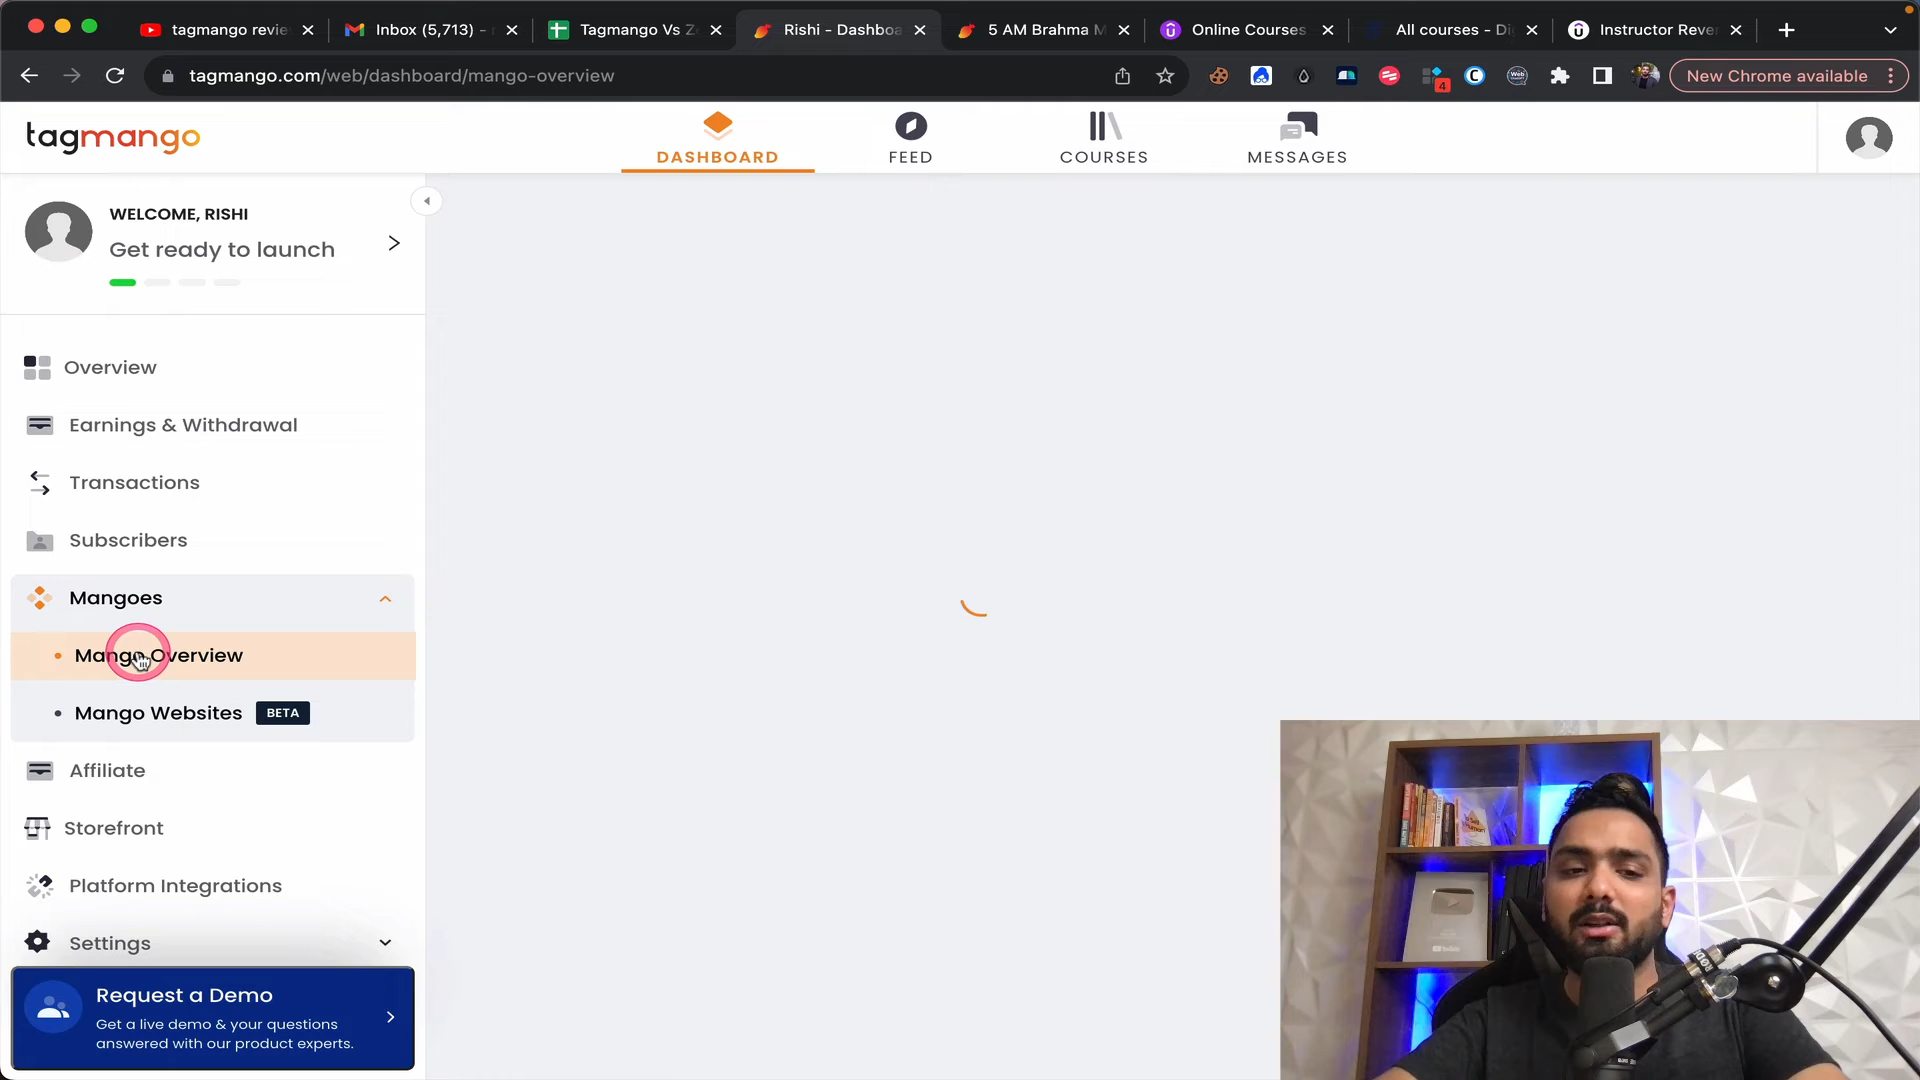 tagmango revie
Inbox (5,713) -
Tagmango Vs Z
Rishi - Dashboa
5 AM Brahma M
Online Courses
All courses - Di
Instructor Rever
tagmango.com/web/dashboard/mango-overview
4
New Chrome available
tagmango
DASHBOARD
FEED
COURSES
MESSAGES
WELCOME, RISHI
Get ready to launch
Overview
Earnings & Withdrawal
Transactions
Subscribers
Mangoes
Mango Overview
Mango Websites BETA
Affiliate
Storefront
Platform Integrations
Settings
Request a Demo
Get a live demo & your questions
answered with our product experts.
RØDE